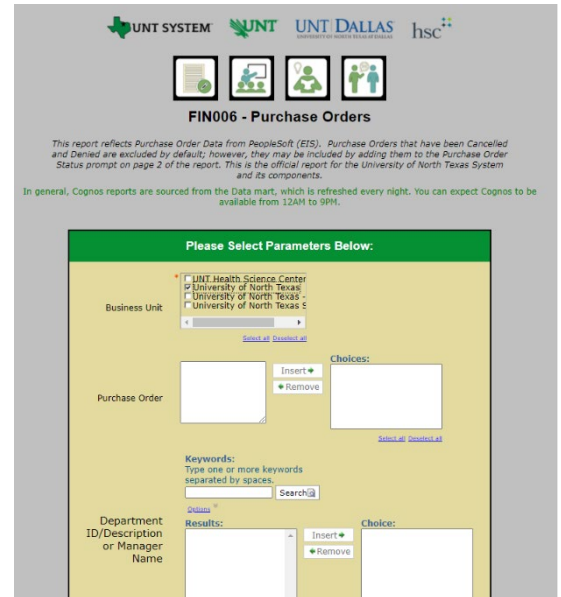 UNT SYSTEM UNT UNT DALLAS hsc
UNIVERSITY OF NORTH TEXAS AT DALLAS
FIN006 - Purchase Orders
This report reflects Purchase Order Data from PeopleSoft (EIS). Purchase Orders that have been Cancelled
and Denied are excluded by default; however, they may be included by adding them to the Purchase Order
Status prompt on page 2 of the report. This is the official report for the University of North Texas System
and its components.
In general, Cognos reports are sourced from the Data mart, which is refreshed every night. You can expect Cognos to be
available from 12AM to 9PM.
Please Select Parameters Below:
Business Unit
* UNT Health Science Center
University of North Texas
University of North Texas -
University of North Texas S
Select all Deselect all
Purchase Order
Insert
Remove
Choices:
Select all Deselect all
Department
ID/Description
or Manager
Name
Keywords:
Type one or more keywords
separated by spaces.
Search
Options
Results:
Insert
Remove
Choice: